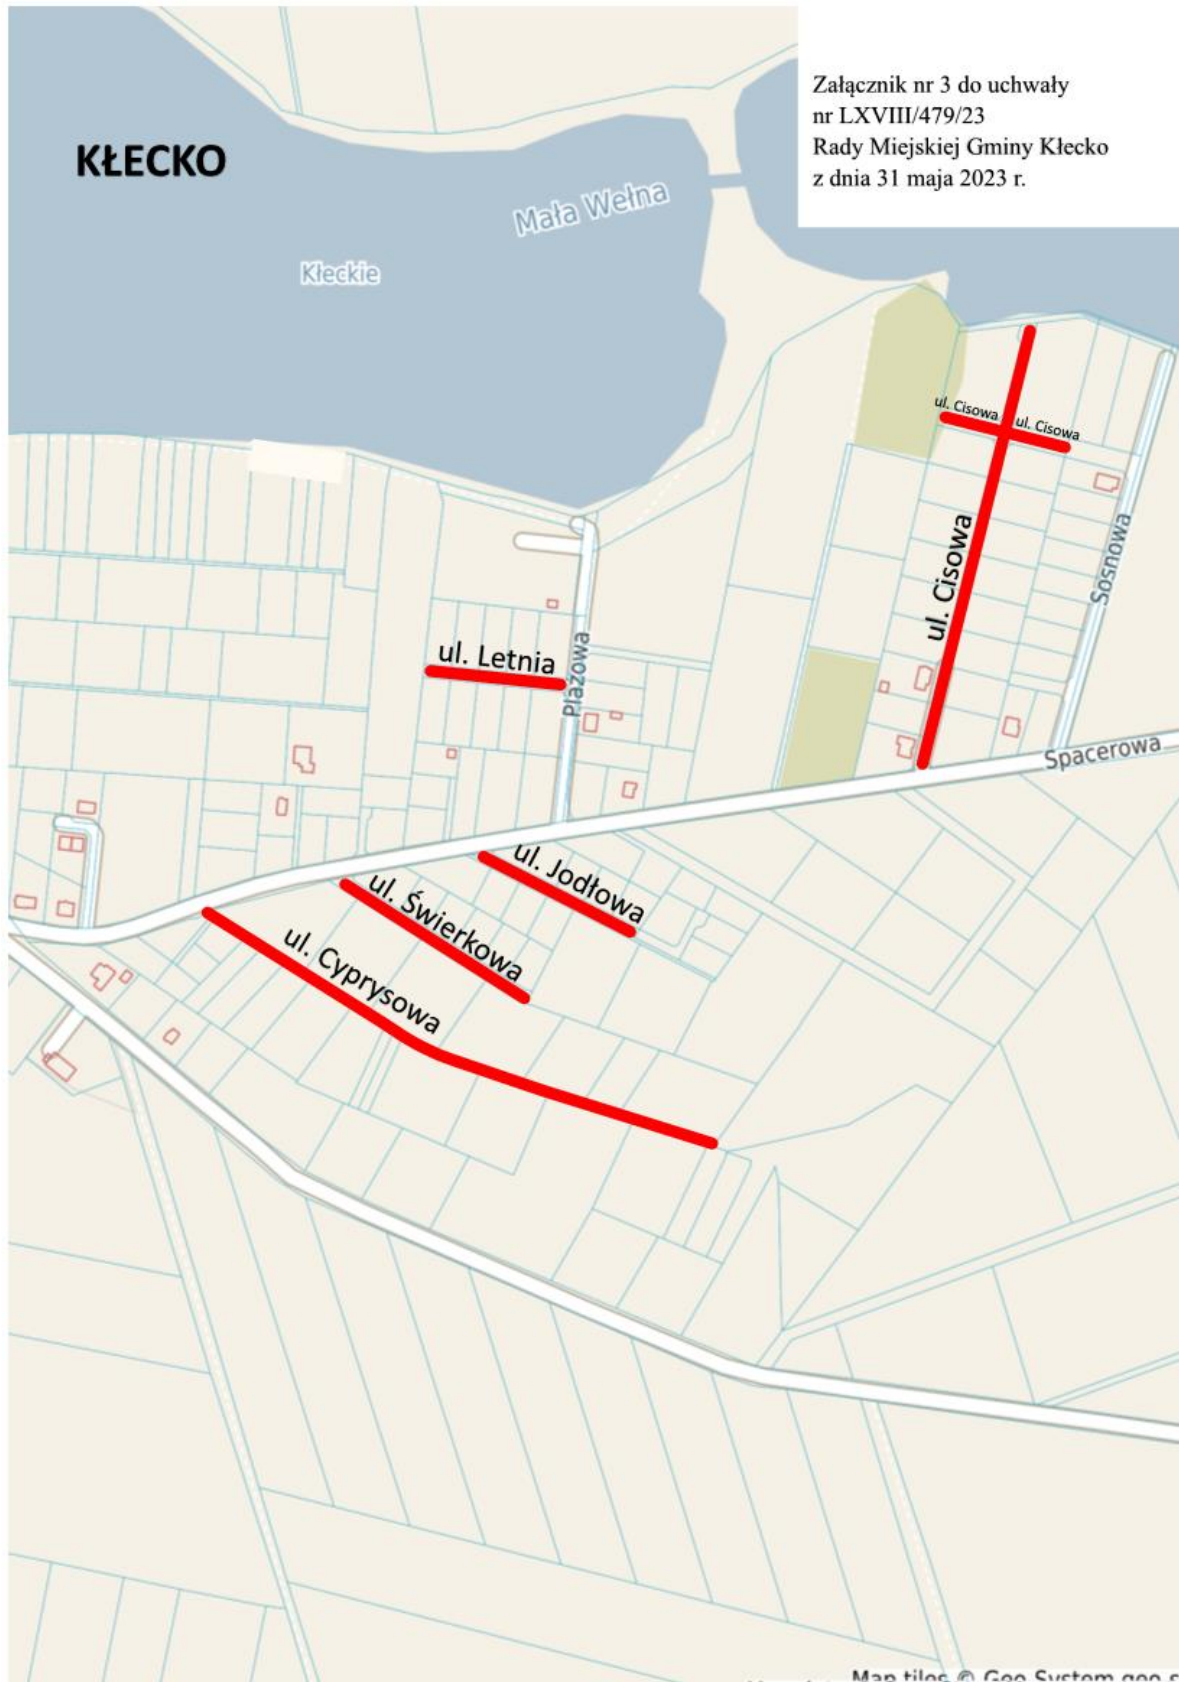 Załącznik nr 3 do uchwały
nr LXVIII/479/23
Rady Miejskiej Gminy Kłecko
z dnia 31 maja 2023 r.
KŁECKO
Mała Wełna
Kłeckie
ul. Cisowa
ul. Cisowa
ul. Cisowa
Sosnowa
ul. Letnia
Plażowa
Spacerowa
ul. Jodłowa
ul. Świerkowa
ul. Cyprysowa
Map tiles © Geo-System